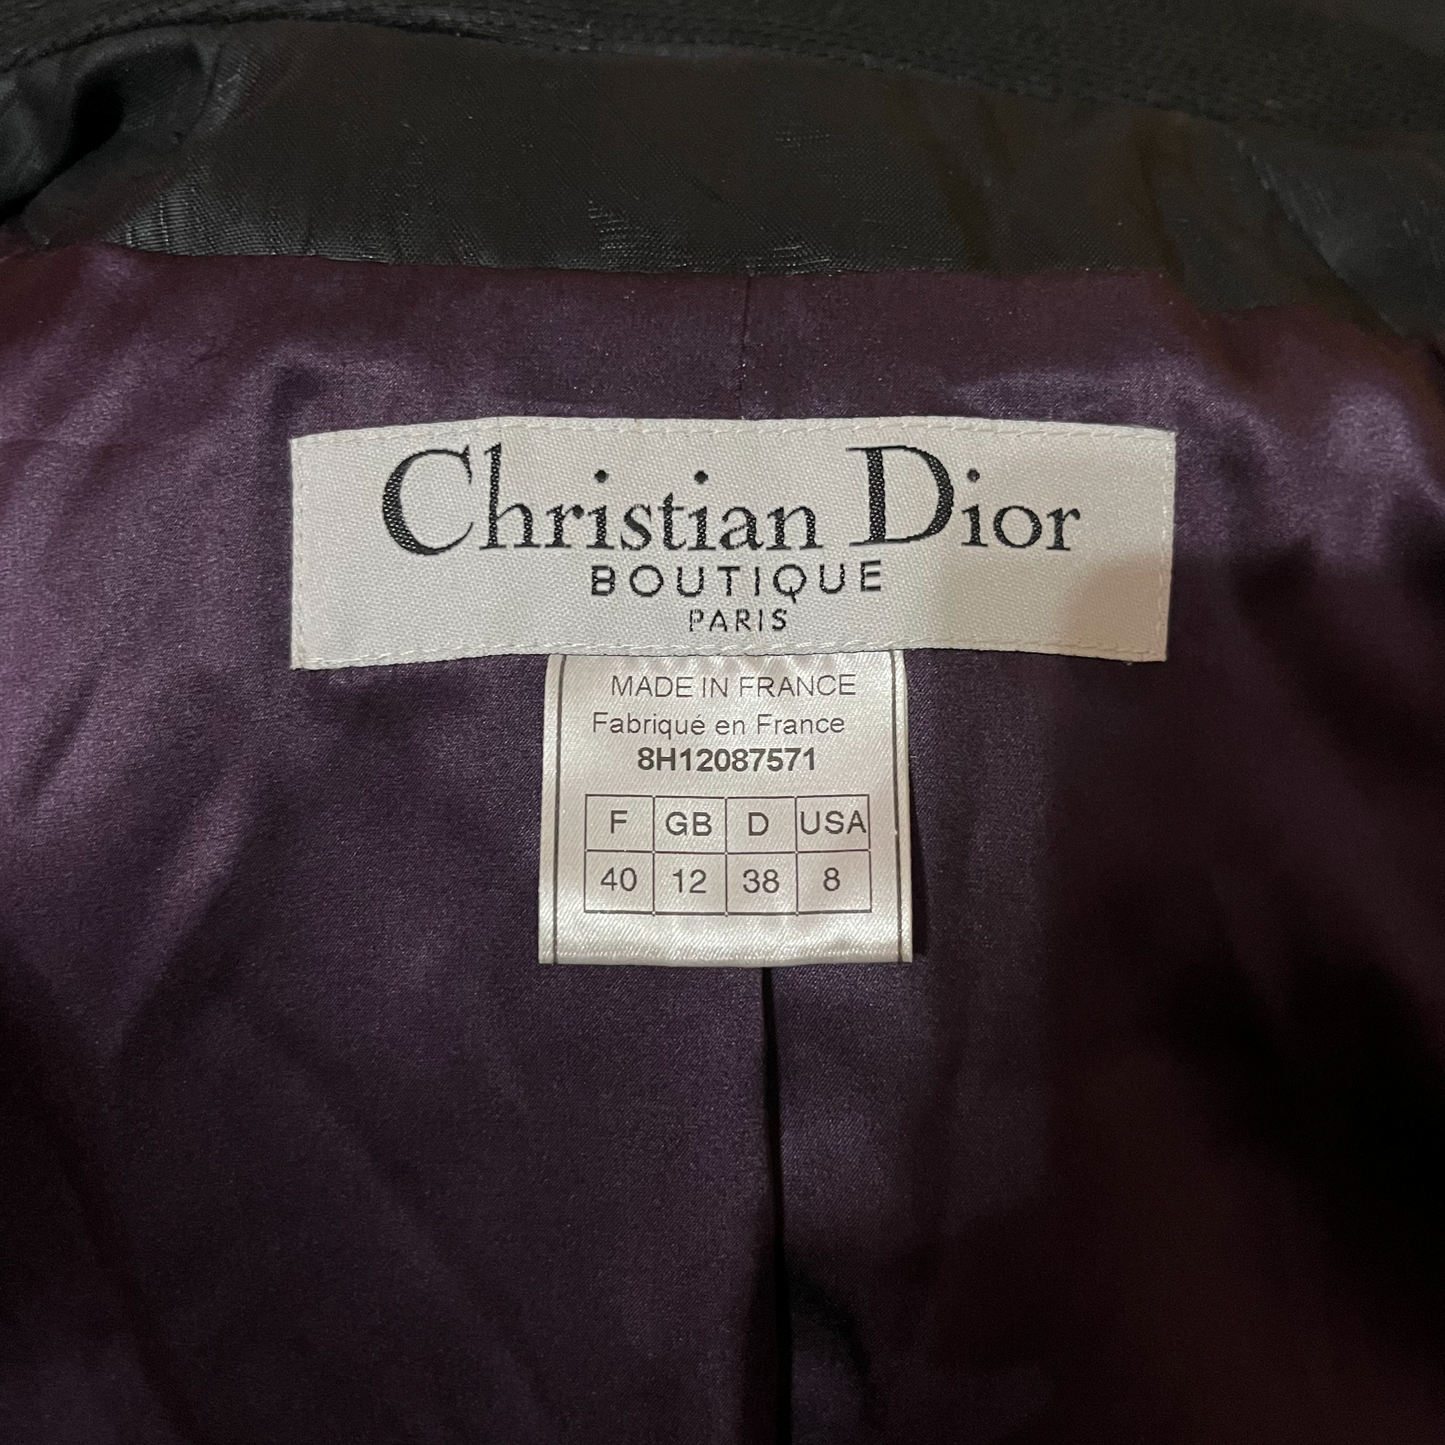 Christian Dior
BOUTIQUE
PARIS
MADE IN FRANCE
Fabriqué en France
8H12087571
F GB D USA
40 12 38 8